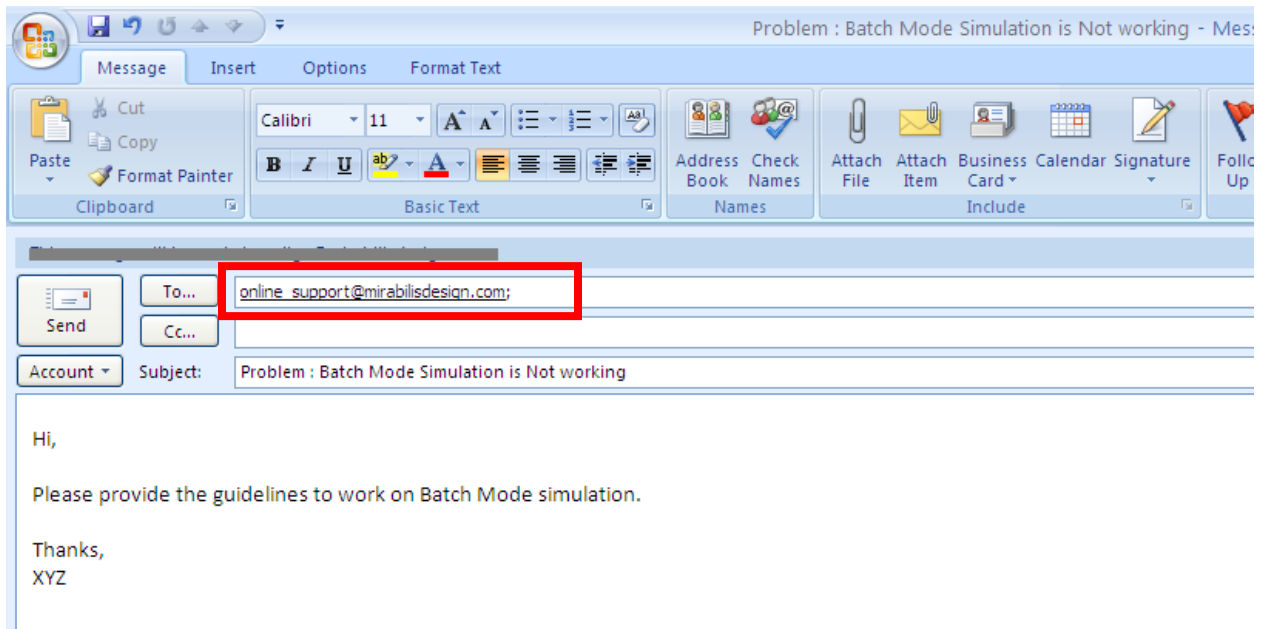 Problem : Batch Mode Simulation is Not working - Mes
Message Insert Options Format Text
Cut
Copy
Paste
Format Painter
Clipboard
Calibri 11
B I U ab A
Basic Text
Address Book
Check Names
Names
Attach File
Attach Item
Business Card
Calendar
Signature
Include
Follo
Up
Send
To...
online_support@mirabilisdesign.com;
Cc...
Account
Subject:
Problem : Batch Mode Simulation is Not working
Hi,
Please provide the guidelines to work on Batch Mode simulation.
Thanks,
XYZ